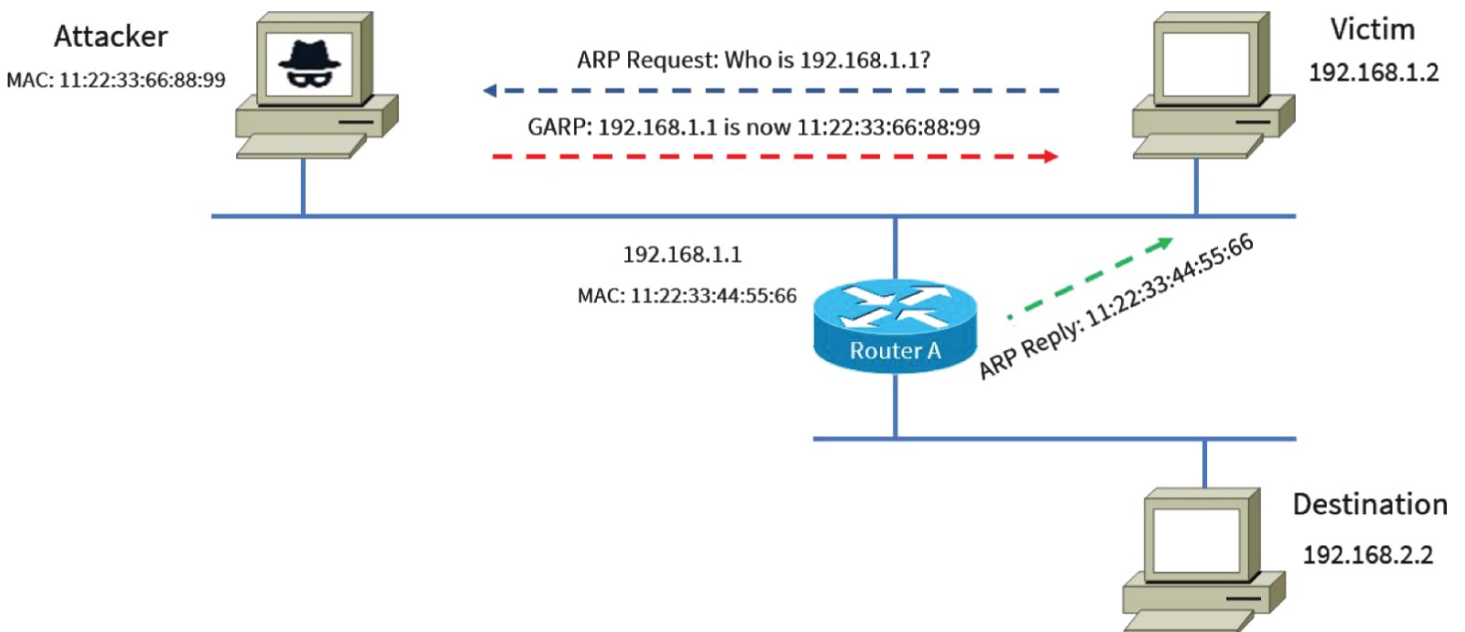 Attacker
MAC: 11:22:33:66:88:99
ARP Request: Who is 192.168.1.1?
GARP: 192.168.1.1 is now 11:22:33:66:88:99
Victim
192.168.1.2
192.168.1.1
MAC: 11:22:33:44:55:66
Router A
ARP Reply: 11:22:33:44:55:66
Destination
192.168.2.2